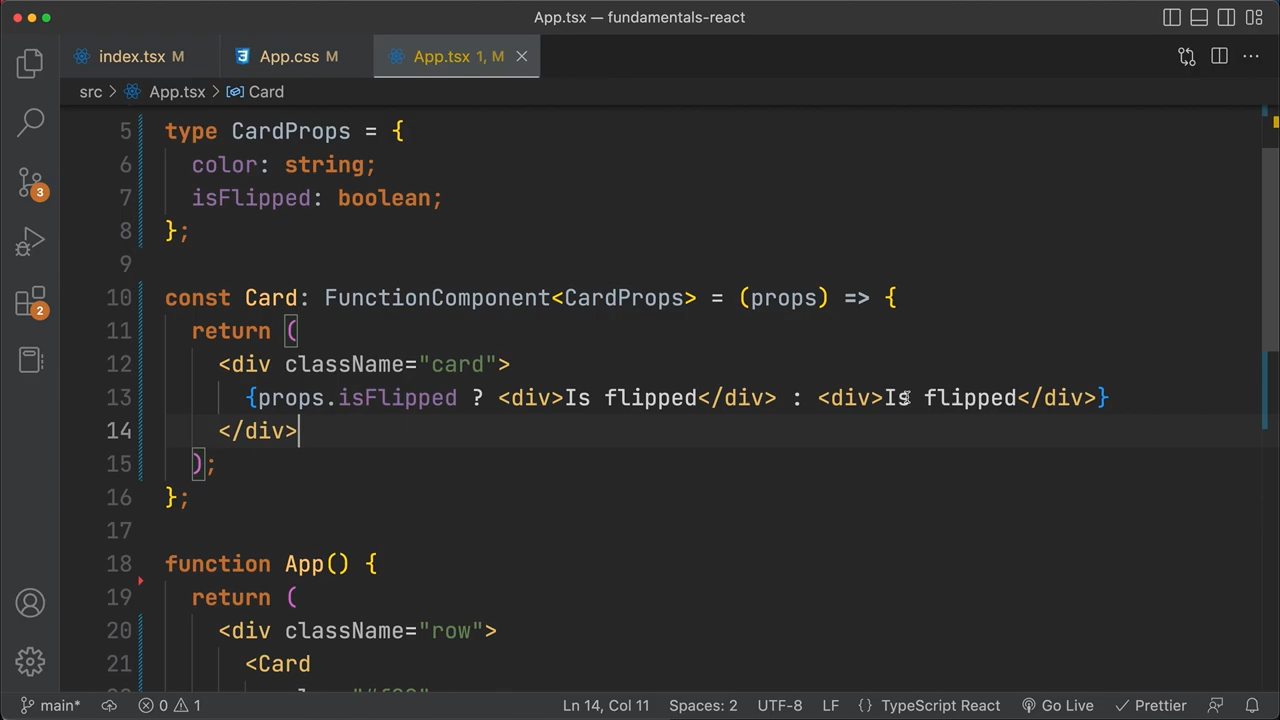 App.tsx — fundamentals-react
index.tsx M
App.css M
App.tsx 1, M
src > App.tsx > Card
5 type CardProps = {
6 color: string;
7 isFlipped: boolean;
8 };
9
10 const Card: FunctionComponent<CardProps> = (props) => {
11 return (
12 <div className="card">
13 {props.isFlipped ? <div>Is flipped</div> : <div>Is flipped</div>}
14 </div>
15 );
16 };
17
18 function App() {
19 return (
20 <div className="row">
21 <Card
3
2
main* 0 1 Ln 14, Col 11 Spaces: 2 UTF-8 LF {} TypeScript React Go Live Prettier